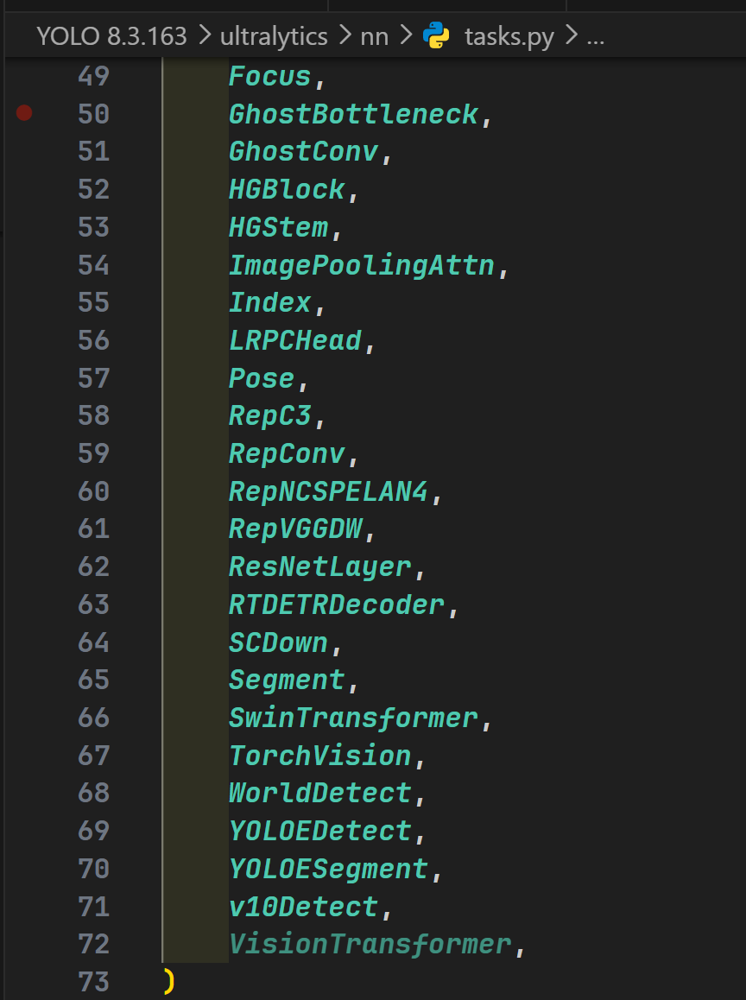 YOLO 8.3.163 > ultralytics > nn > tasks.py > ...
49 Focus,
50 GhostBottleneck,
51 GhostConv,
52 HGBlock,
53 HGStem,
54 ImagePoolingAttn,
55 Index,
56 LRPCHead,
57 Pose,
58 RepC3,
59 RepConv,
60 RepNCSPELAN4,
61 RepVGGDW,
62 ResNetLayer,
63 RTDETRDecoder,
64 SCDown,
65 Segment,
66 SwinTransformer,
67 TorchVision,
68 WorldDetect,
69 YOLOEDetect,
70 YOLOESegment,
71 v10Detect,
72 VisionTransformer,
73 )